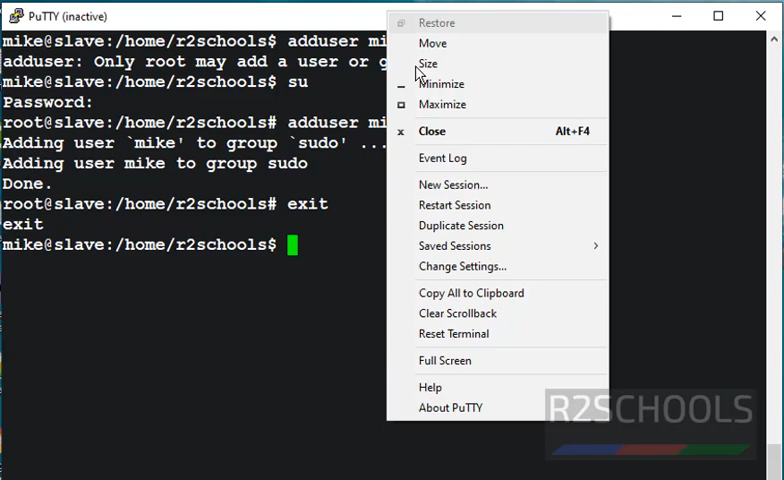 PuTTY (inactive)
mike@slave:/home/r2schools$ adduser mi
adduser: Only root may add a user or g
mike@slave:/home/r2schools$ su
Password:
root@slave:/home/r2schools# adduser mi
Adding user `mike' to group `sudo' ...
Adding user mike to group sudo
Done.
root@slave:/home/r2schools# exit
exit
mike@slave:/home/r2schools$
Restore
Move
Size
Minimize
Maximize
Close Alt+F4
Event Log
New Session...
Restart Session
Duplicate Session
Saved Sessions
Change Settings...
Copy All to Clipboard
Clear Scrollback
Reset Terminal
Full Screen
Help
About PuTTY
R2SCHOOLS